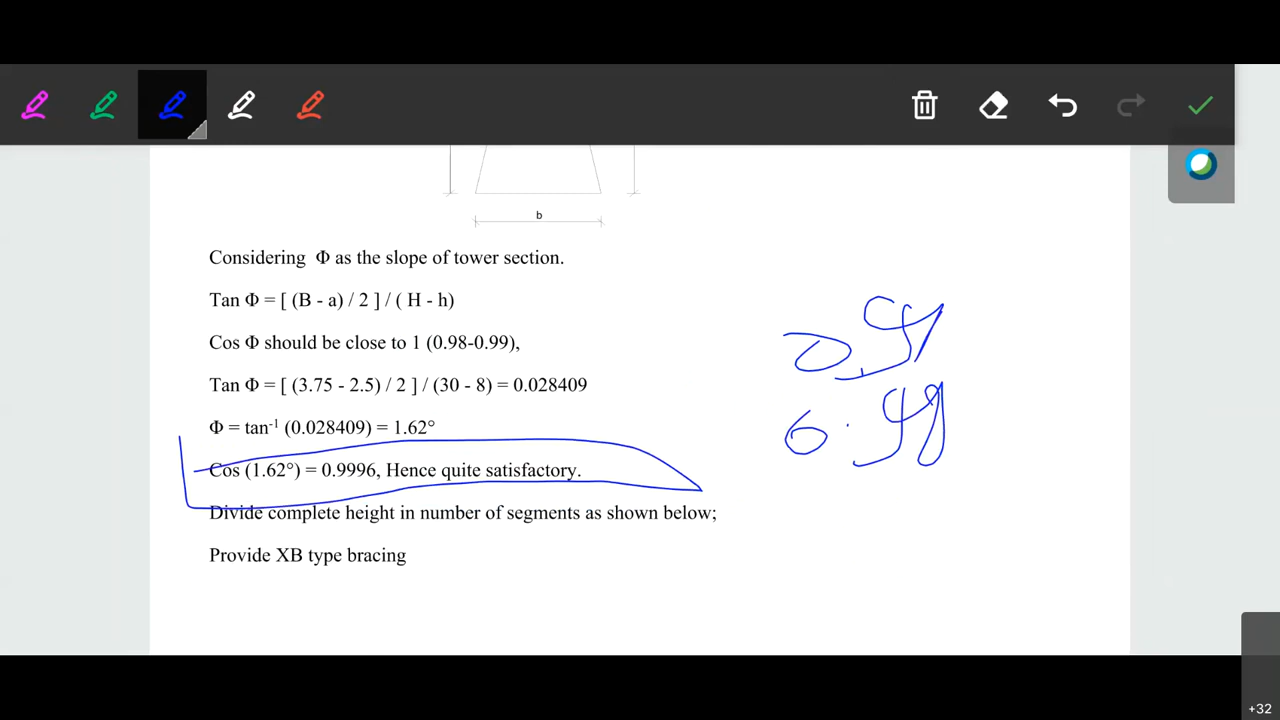 b
Considering Φ as the slope of tower section.
Tan Φ = [ (B - a) / 2 ] / ( H - h)
Cos Φ should be close to 1 (0.98-0.99),
Tan Φ = [ (3.75 - 2.5) / 2 ] / (30 - 8) = 0.028409
Φ = tan⁻¹ (0.028409) = 1.62°
Cos (1.62°) = 0.9996, Hence quite satisfactory.
Divide complete height in number of segments as shown below;
Provide XB type bracing
+32